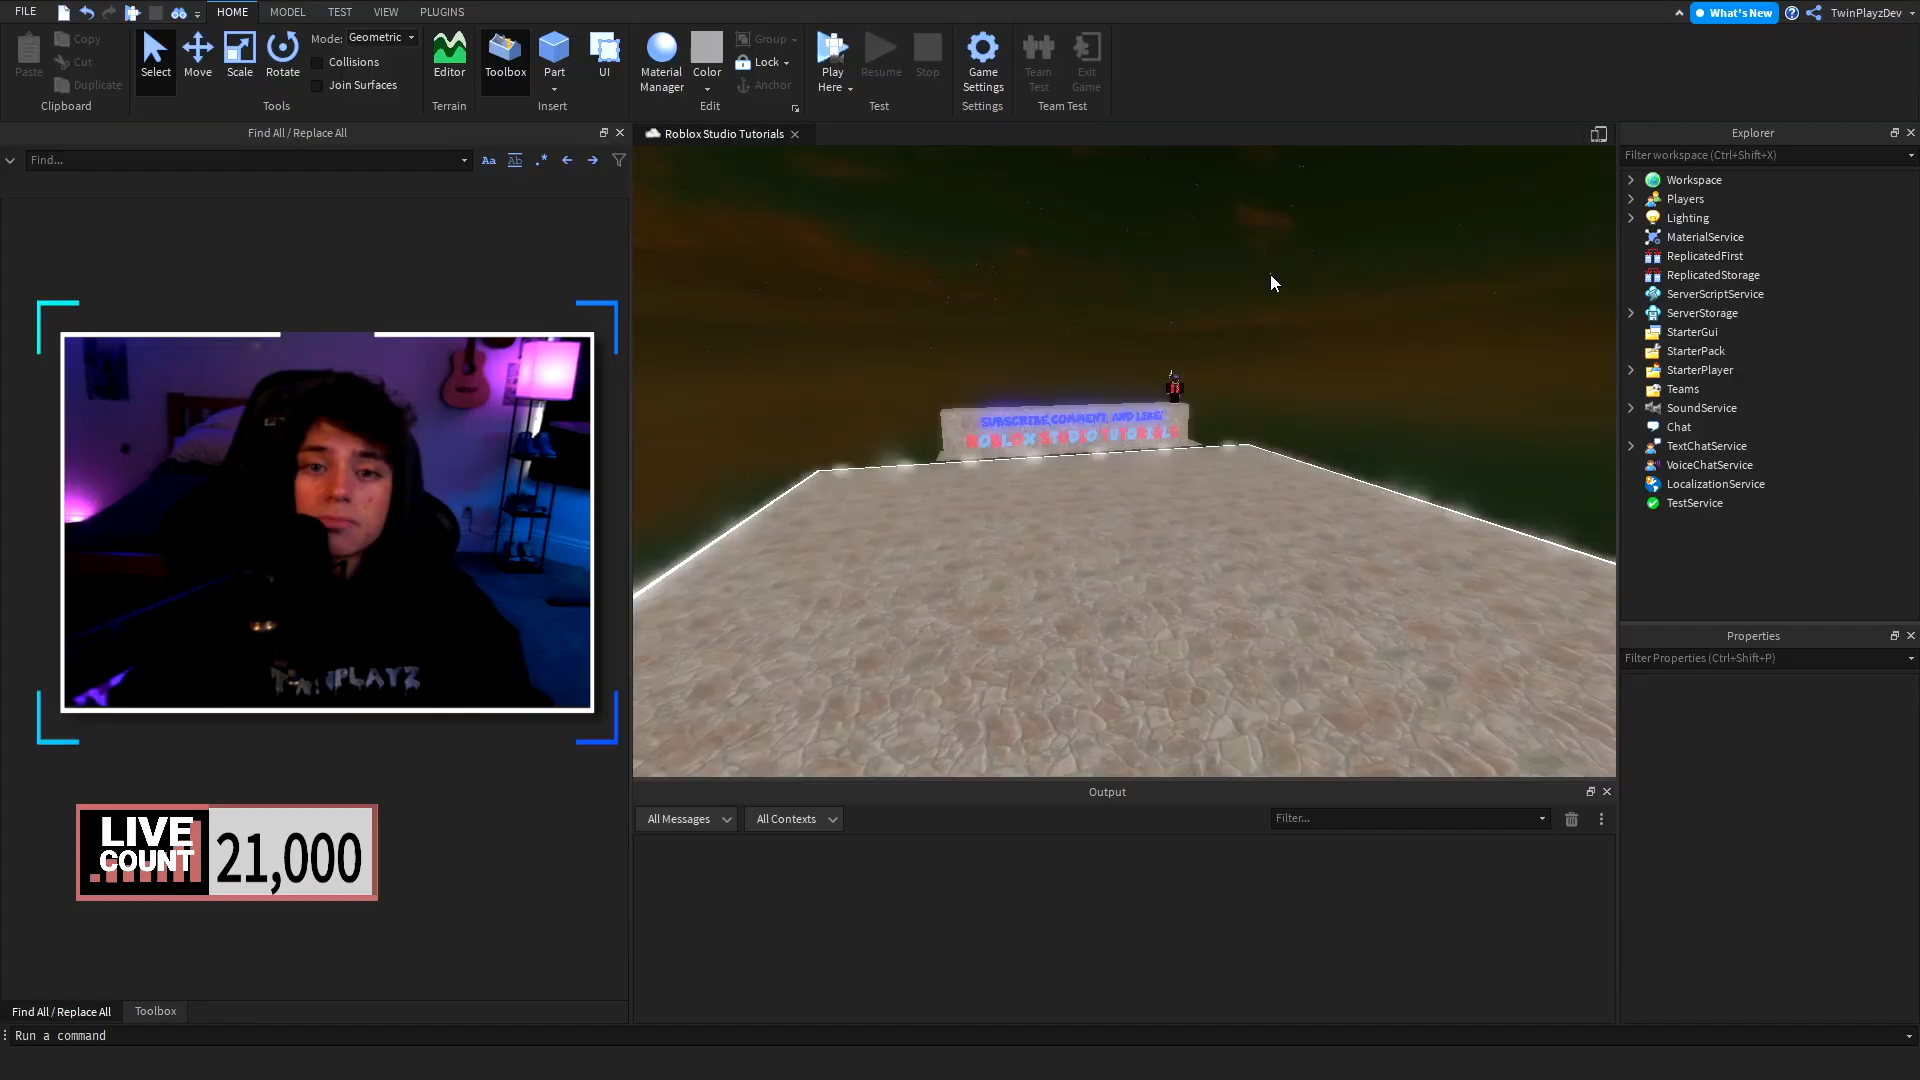 FILE
HOME
MODEL
TEST
VIEW
PLUGINS
What's New
TwinPlayzDev
Paste
Copy
Cut
Duplicate
Clipboard
Select
Move
Scale
Rotate
Mode: Geometric
Collisions
Join Surfaces
Tools
Editor
Terrain
Toolbox
Part
UI
Insert
Material
Manager
Color
Group
Lock
Anchor
Edit
Play
Here
Resume
Stop
Test
Game
Settings
Settings
Team
Test
Exit
Game
Team Test
Find All / Replace All
Find...
Aa
Ab
.*
LIVE
COUNT
21,000
Find All / Replace All
Toolbox
Run a command
Roblox Studio Tutorials
SUBSCRIBE, COMMENT, AND LIKE!
ROBLOX STUDIO TUTORIALS
TWINPLAYZ
Output
All Messages
All Contexts
Filter...
Explorer
Filter workspace (Ctrl+Shift+X)
Workspace
Players
Lighting
MaterialService
ReplicatedFirst
ReplicatedStorage
ServerScriptService
ServerStorage
StarterGui
StarterPack
StarterPlayer
Teams
SoundService
Chat
TextChatService
VoiceChatService
LocalizationService
TestService
Properties
Filter Properties (Ctrl+Shift+P)